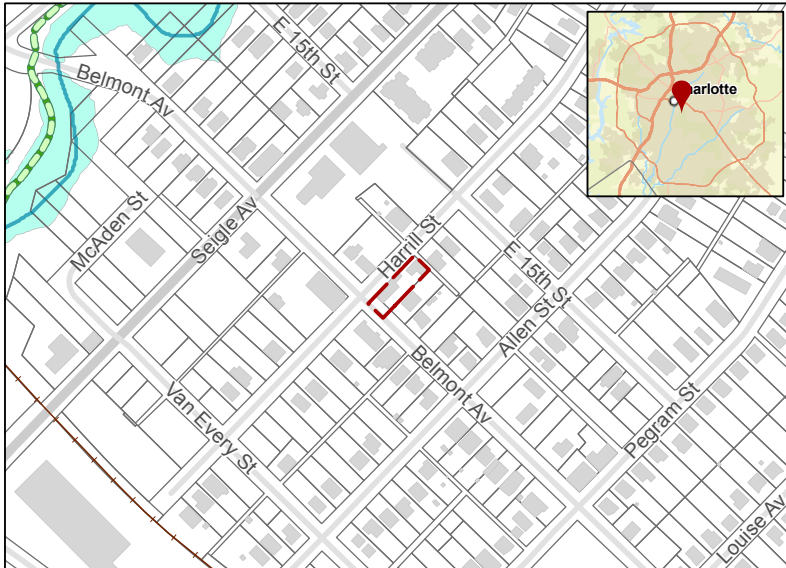 E 15th St
Belmont Av
McAden St
Seigle Av
Harrill St
E 15th St
Allen St
Belmont Av
Van Every St
Pegram St
Louise Av
harlotte